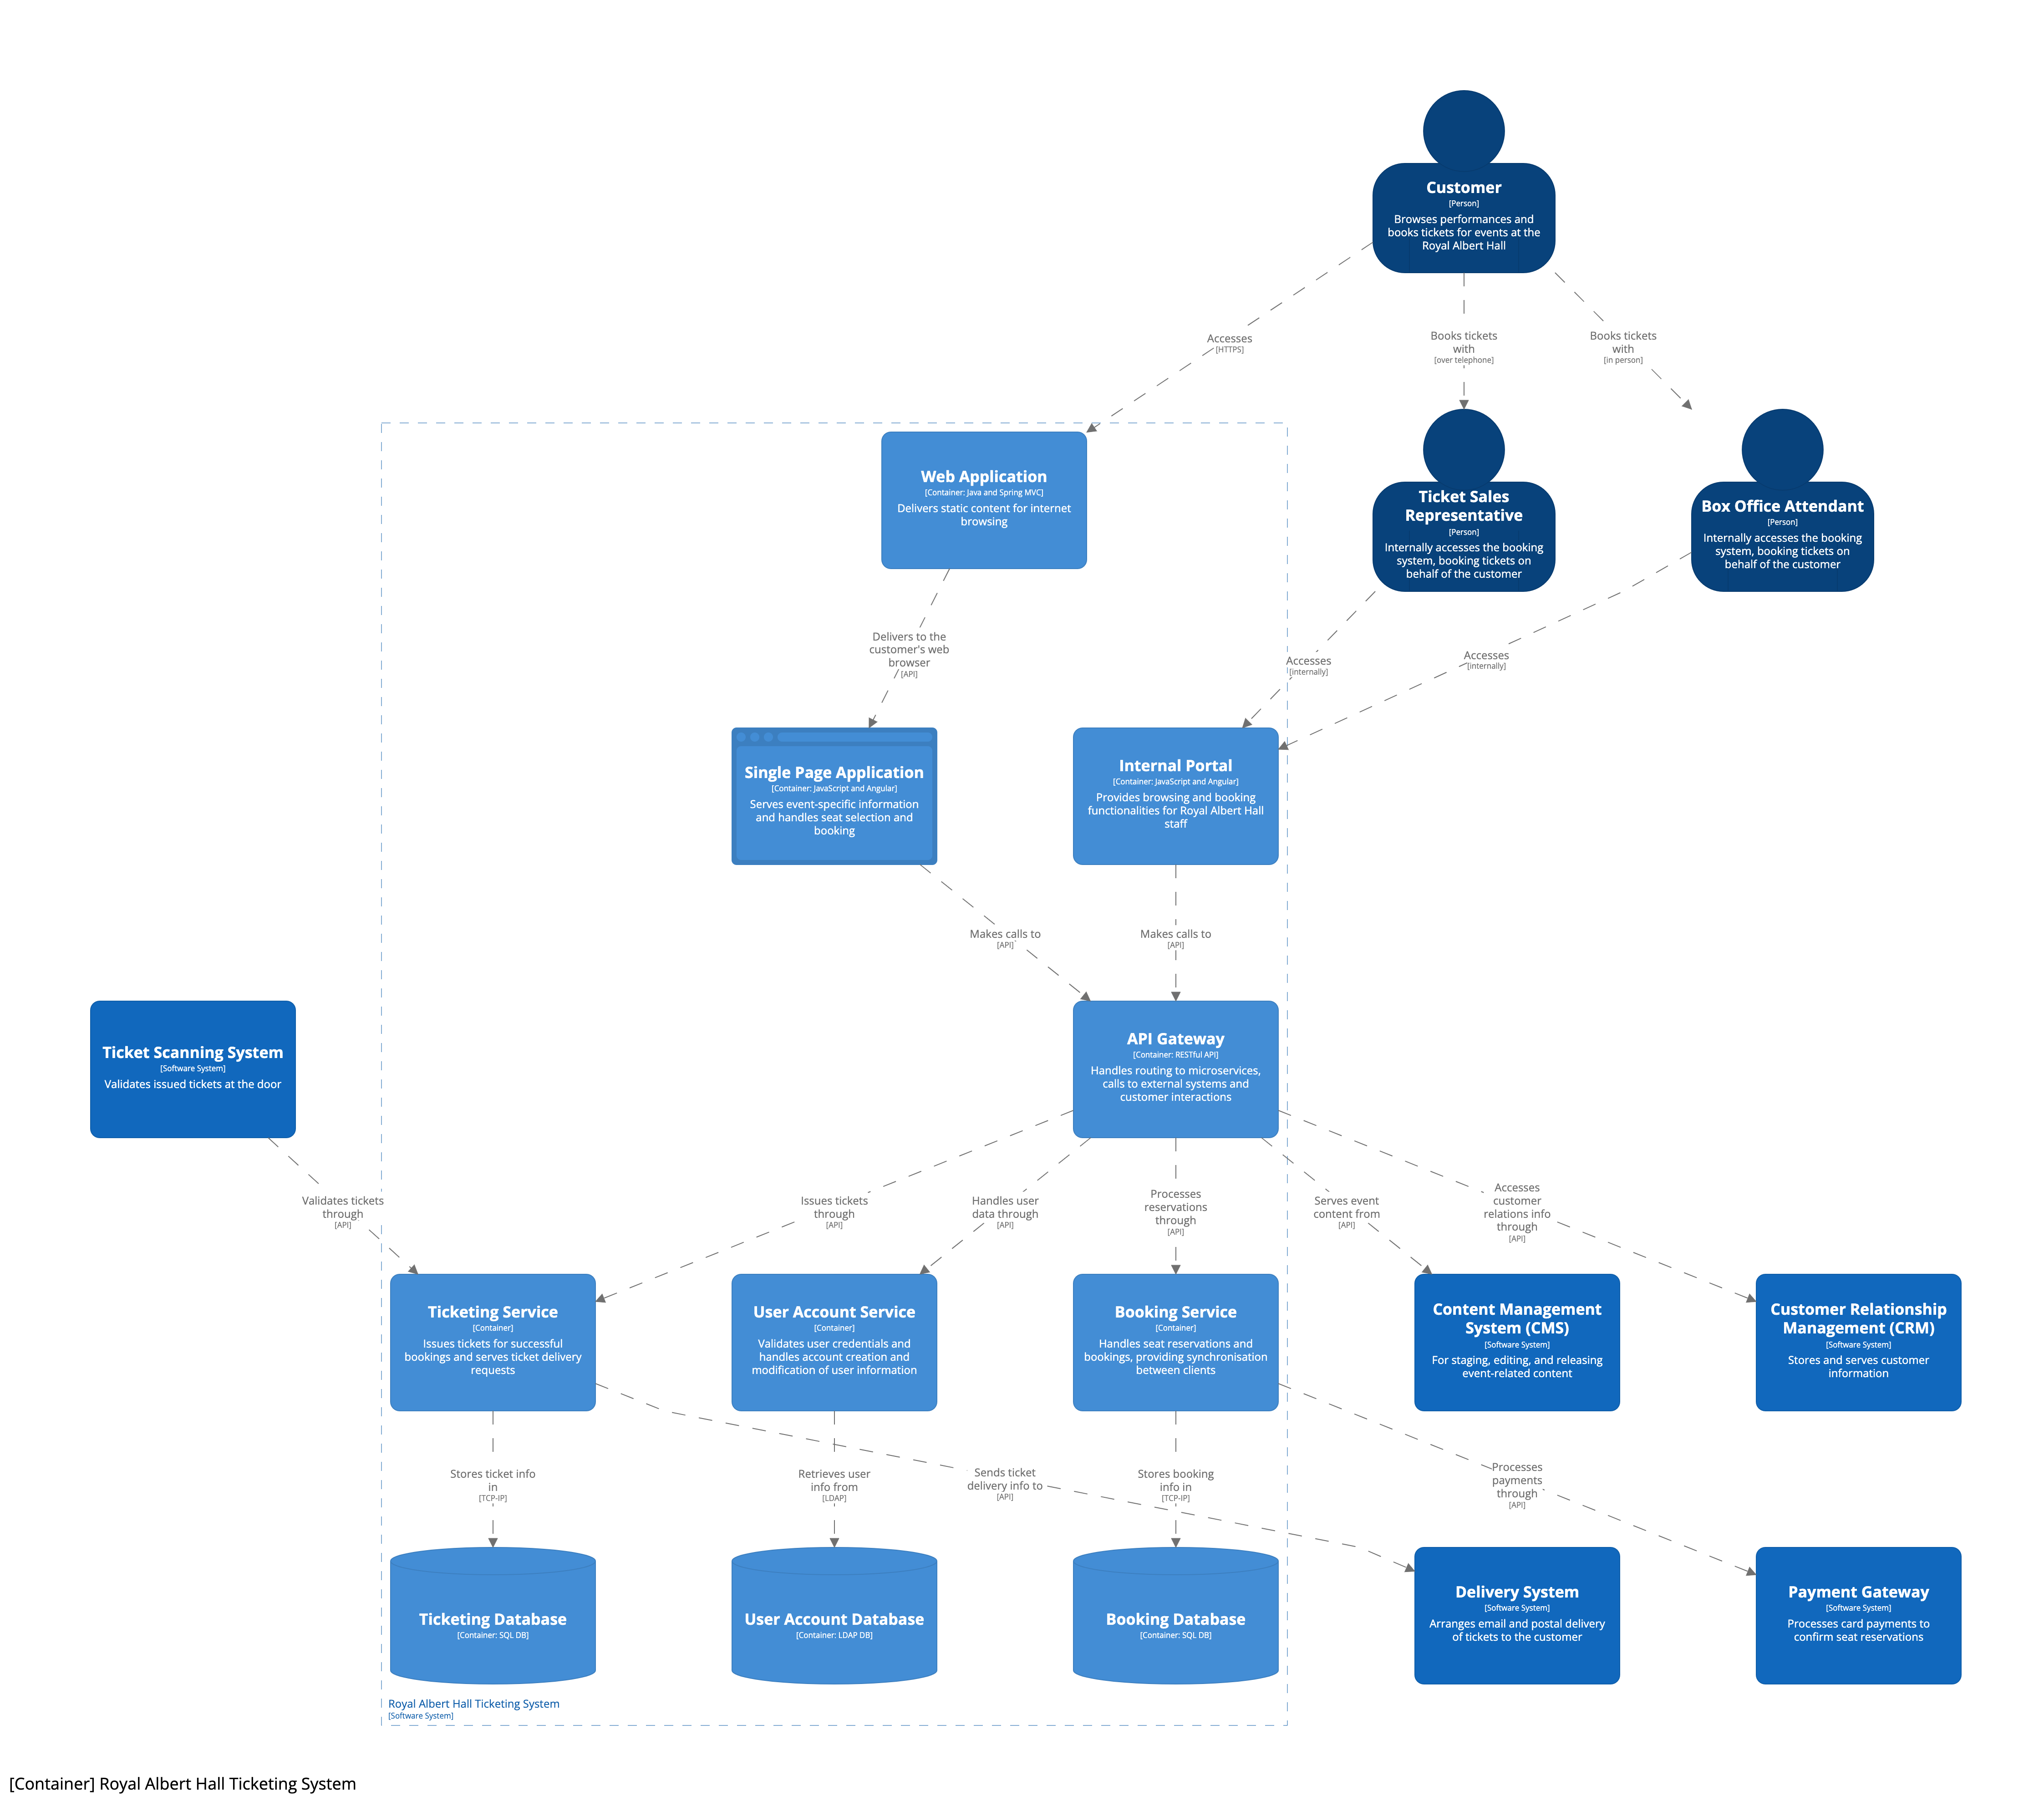 Customer
[Person]
Browses performances and
books tickets for events at the
Royal Albert Hall
Accesses
[HTTPS]
Books tickets
with
[over telephone]
Books tickets
with
[in person]
Web Application
[Container: Java and Spring MVC]
Delivers static content for internet
browsing
Ticket Sales
Representative
[Person]
Internally accesses the booking
system, booking tickets on
behalf of the customer
Box Office Attendant
[Person]
Internally accesses the booking
system, booking tickets on
behalf of the customer
Delivers to the
customer's web
browser
[API]
Accesses
[internally]
Accesses
[internally]
Single Page Application
[Container: JavaScript and Angular]
Serves event-specific information
and handles seat selection and
booking
Internal Portal
[Container: JavaScript and Angular]
Provides browsing and booking
functionalities for Royal Albert Hall
staff
Makes calls to
[API]
Makes calls to
[API]
Ticket Scanning System
[Software System]
Validates issued tickets at the door
API Gateway
[Container: RESTful API]
Handles routing to microservices,
calls to external systems and
customer interactions
Validates tickets
through
[API]
Issues tickets
through
[API]
Handles user
data through
[API]
Processes
reservations
through
[API]
Serves event
content from
[API]
Accesses
customer
relations info
through
[API]
Ticketing Service
[Container]
Issues tickets for successful
bookings and serves ticket delivery
requests
User Account Service
[Container]
Validates user credentials and
handles account creation and
modification of user information
Booking Service
[Container]
Handles seat reservations and
bookings, providing synchronisation
between clients
Content Management
System (CMS)
[Software System]
For staging, editing, and releasing
event-related content
Customer Relationship
Management (CRM)
[Software System]
Stores and serves customer
information
Stores ticket info
in
[TCP-IP]
Retrieves user
info from
[LDAP]
Sends ticket
delivery info to
[API]
Stores booking
info in
[TCP-IP]
Processes
payments
through
[API]
Ticketing Database
[Container: SQL DB]
User Account Database
[Container: LDAP DB]
Booking Database
[Container: SQL DB]
Delivery System
[Software System]
Arranges email and postal delivery
of tickets to the customer
Payment Gateway
[Software System]
Processes card payments to
confirm seat reservations
Royal Albert Hall Ticketing System
[Software System]
[Container] Royal Albert Hall Ticketing System